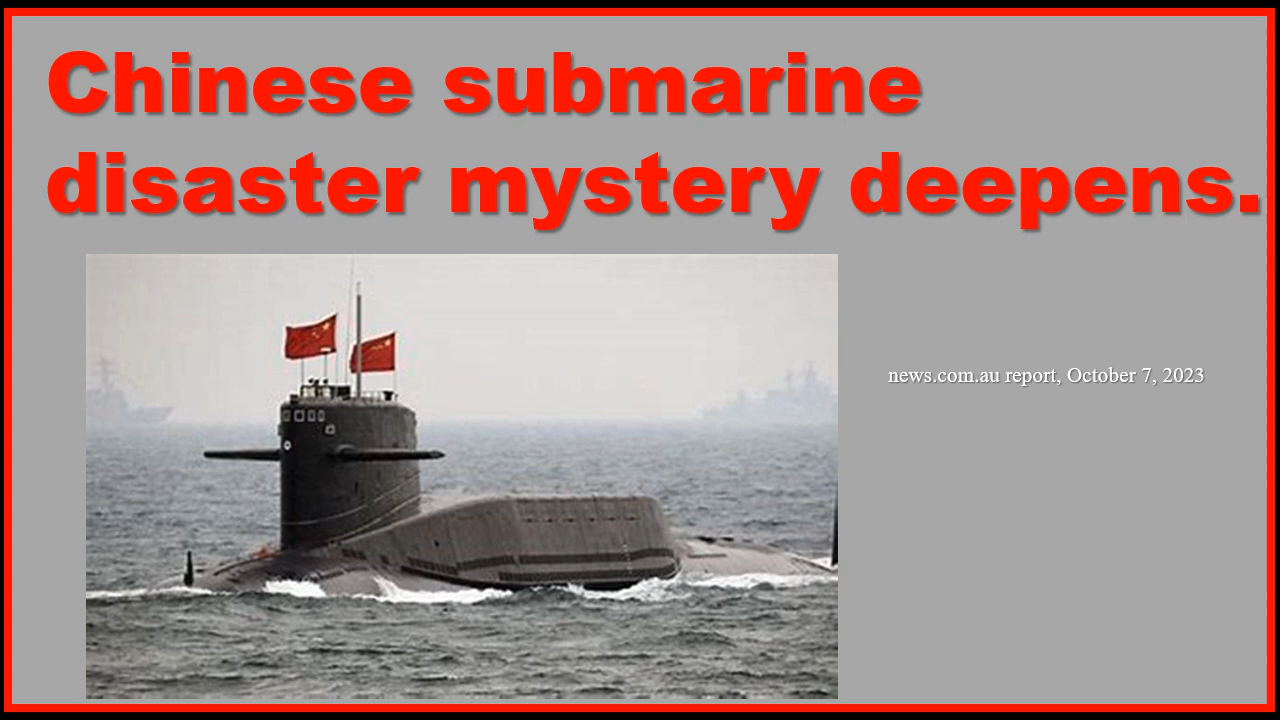 Chinese submarine
disaster mystery deepens.
news.com.au report, October 7, 2023